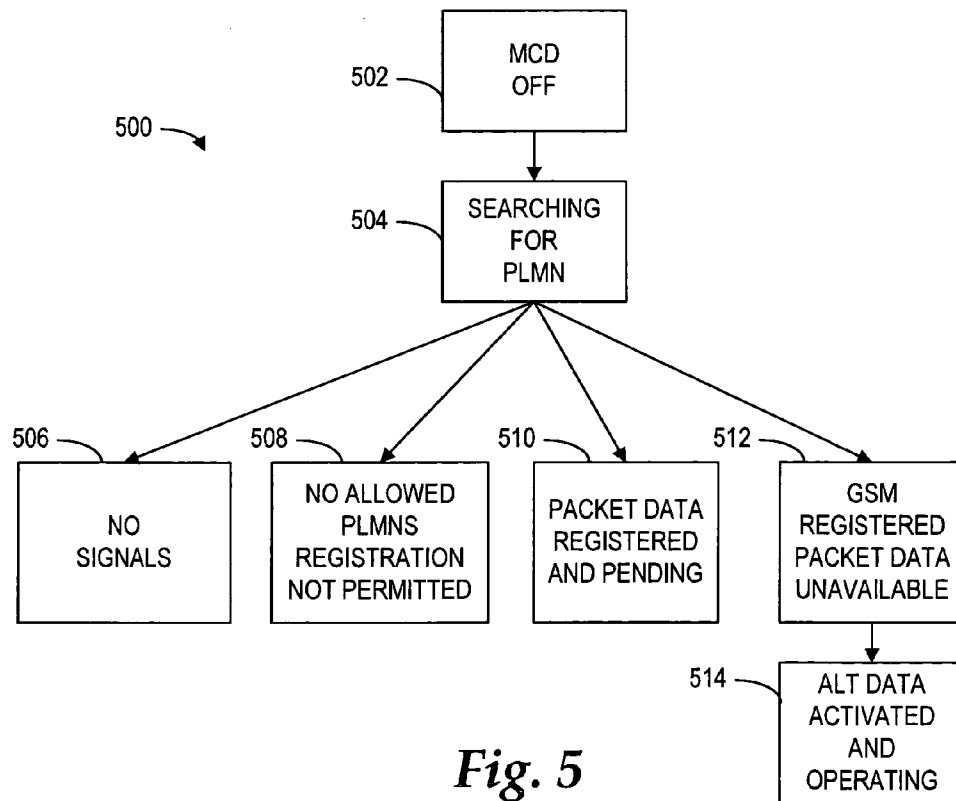 MCD
OFF
502
500
SEARCHING
FOR
PLMN
504
506
NO
SIGNALS
508
NO ALLOWED
PLMNS
REGISTRATION
NOT PERMITTED
510
PACKET DATA
REGISTERED
AND PENDING
512
GSM
REGISTERED
PACKET DATA
UNAVAILABLE
514
ALT DATA
ACTIVATED
AND
OPERATING
Fig. 5